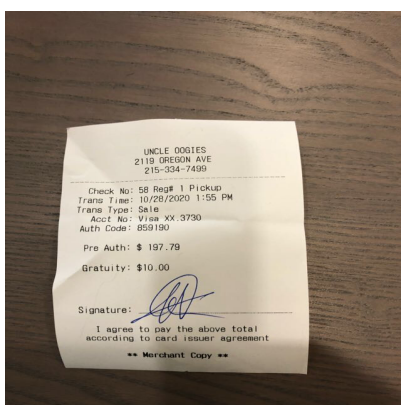 UNCLE OOGIES
2119 OREGON AVE
215-334-7499
Check No: 58 Reg# 1 Pickup
Trans Time: 10/28/2020 1:55 PM
Trans Type: Sale
Acct No: Visa XX.3730
Auth Code: 859190
Pre Auth: $ 197.79
Gratuity: $10.00
Signature:
I agree to pay the above total
according to card issuer agreement
** Merchant Copy **